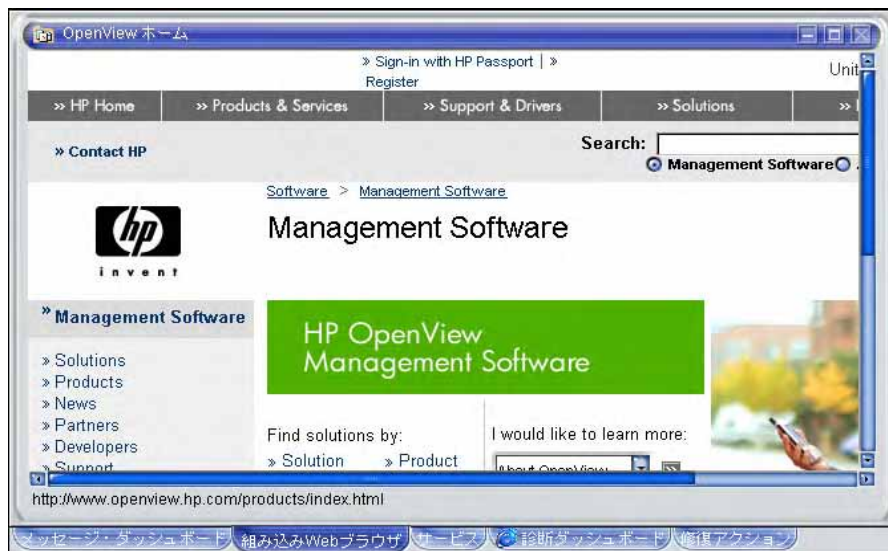 OpenView ホーム
» Sign-in with HP Passport | »
Register
Unit
» HP Home
» Products & Services
» Support & Drivers
» Solutions
»
» Contact HP
Search:
Management Software
Software > Management Software
Management Software
hp
invent
» Management Software
HP OpenView
Management Software
» Solutions
» Products
» News
» Partners
» Developers
» Support
Find solutions by:
» Solution
» Product
I would like to learn more:
About OpenView
http://www.openview.hp.com/products/index.html
メッセージ・ダッシュボード
組み込みWebブラウザ
サービス
診断ダッシュボード
修復アクション